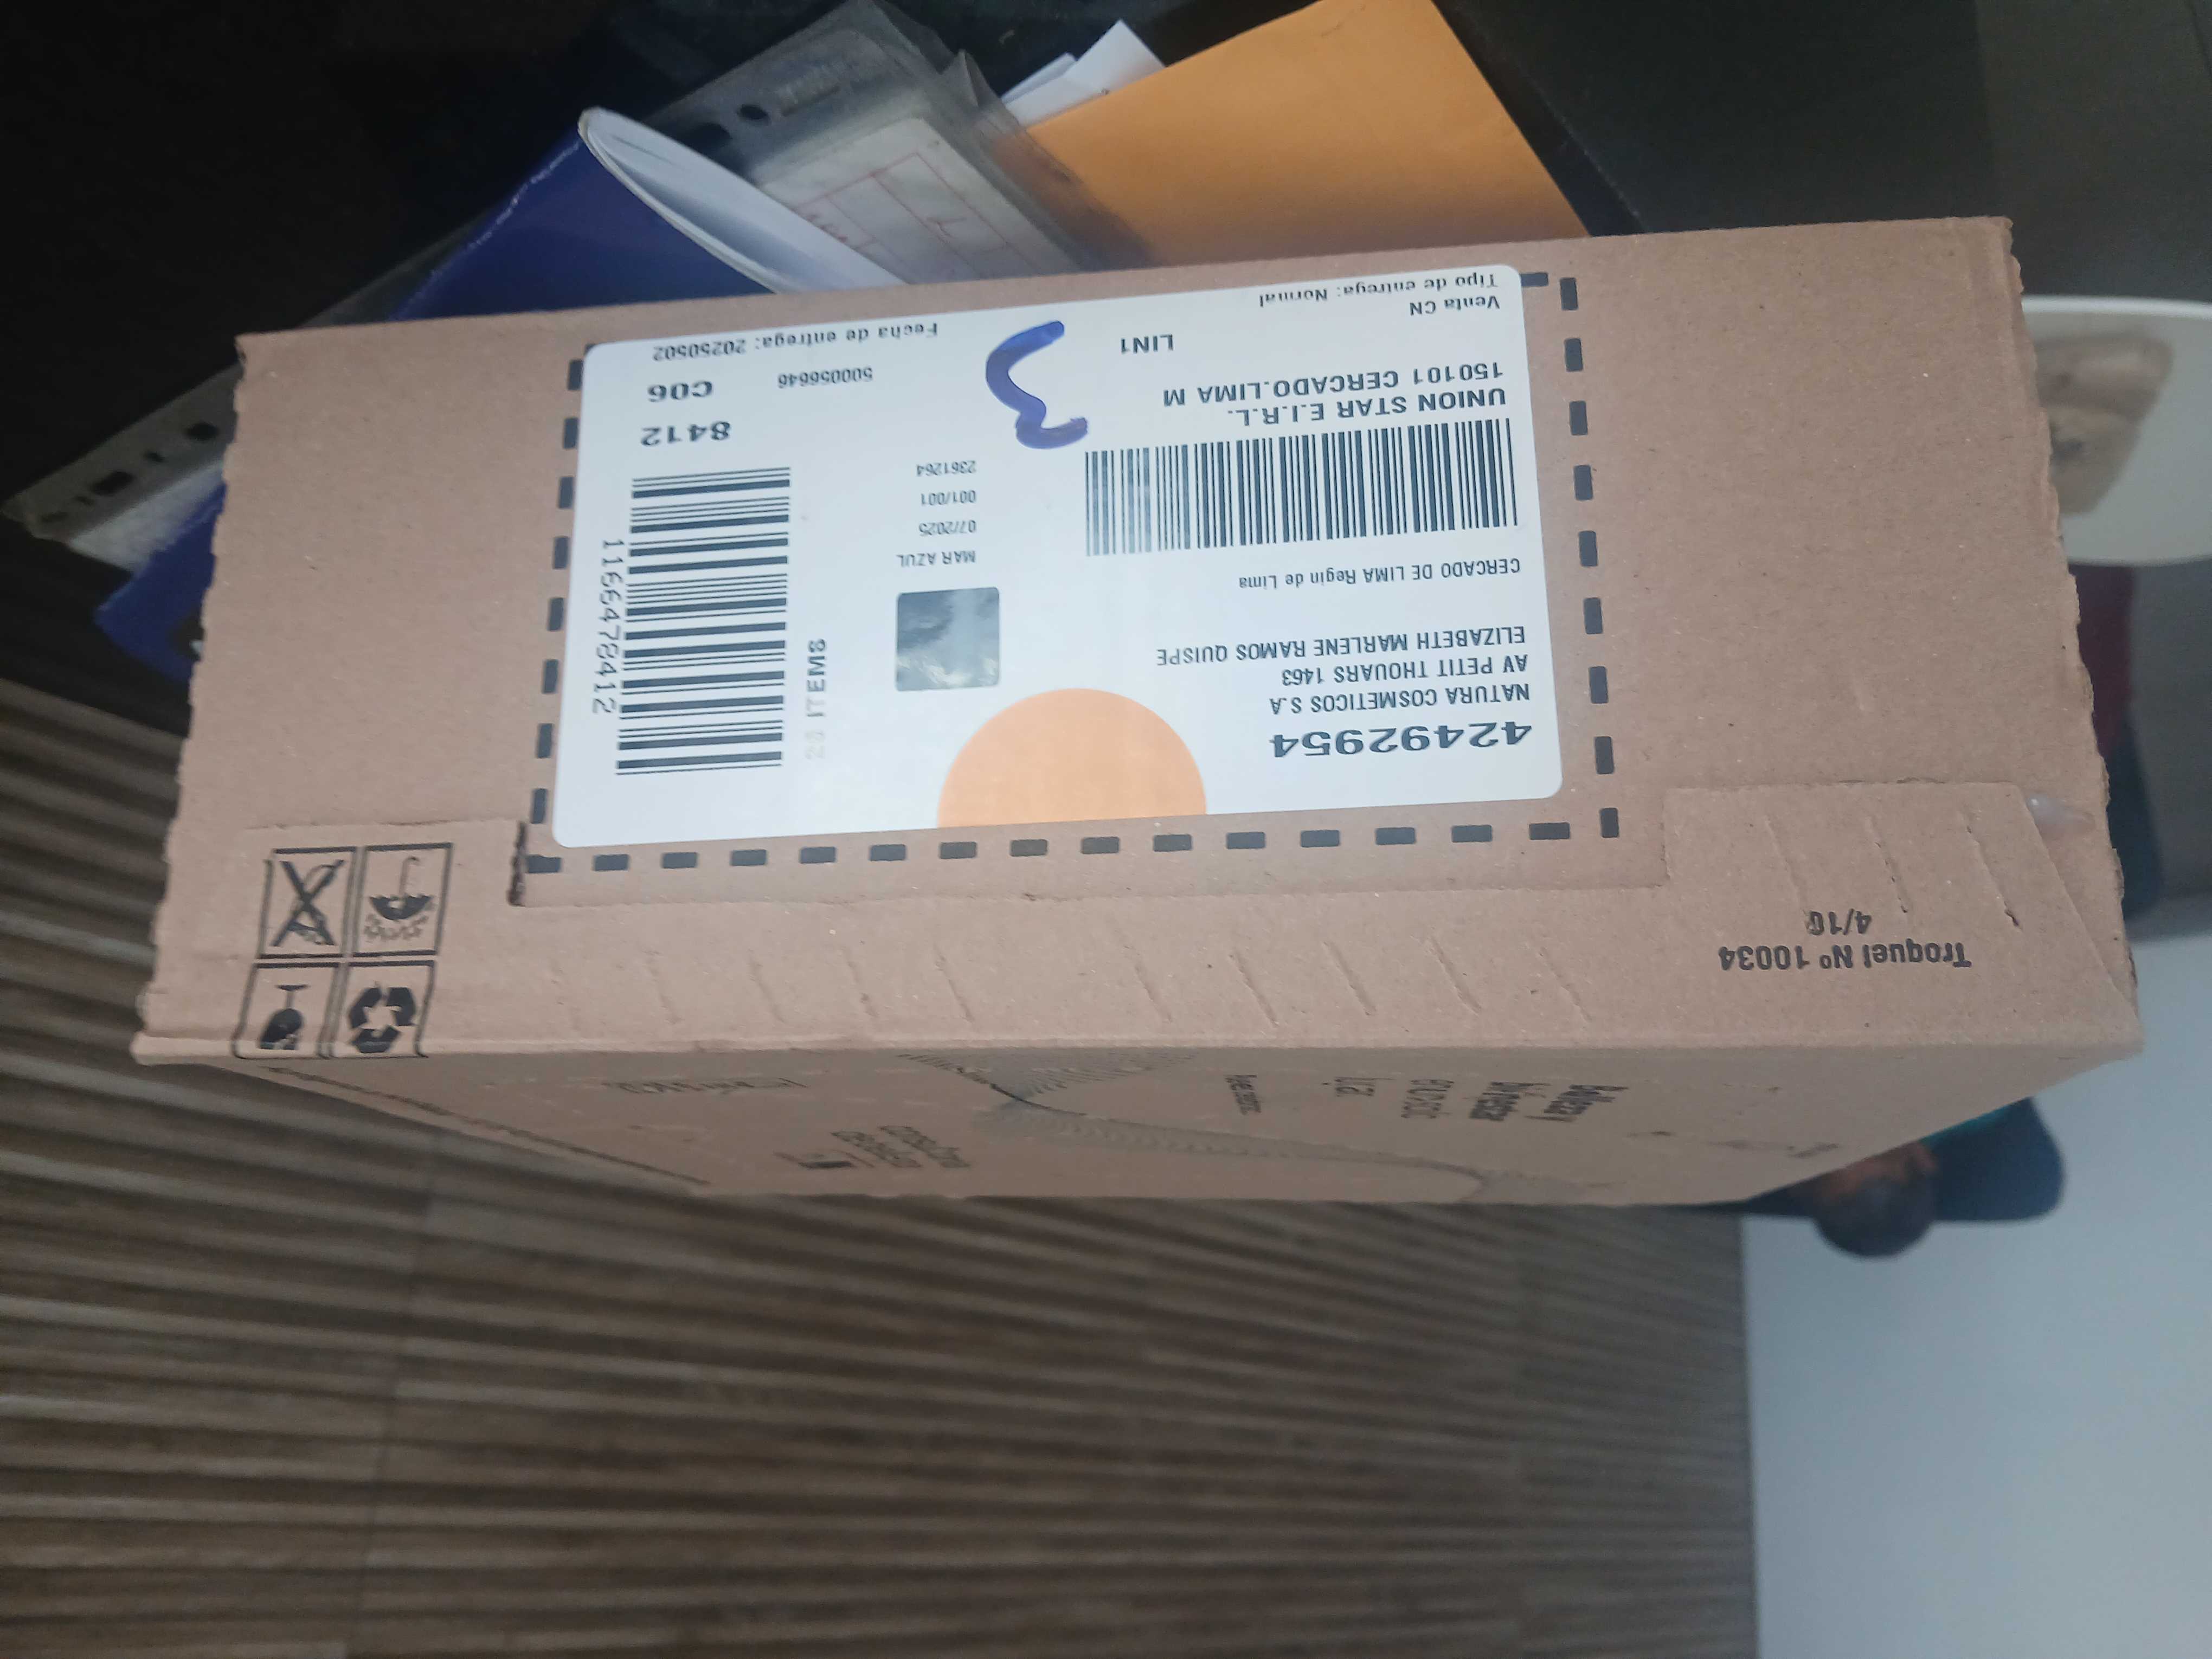 42492954
NATURA COSMETICOS S.A
AV PETIT THOUARS 1463
ELIZABETH MARLENE RAMOS QUISPE
CERCADO DE LIMA Regin de Lima
UNION STAR E.I.R.L.
150101 CERCADO.LIMA M
LIN1
Venta CN
Tipo de entrega: Normal
MAR AZUL
07/2025
001/001
2361264
3
ITEMS
1166478412
8412
500056646
C06
Fecha de entrega: 20250502
Troquel Nº 10034
4/10